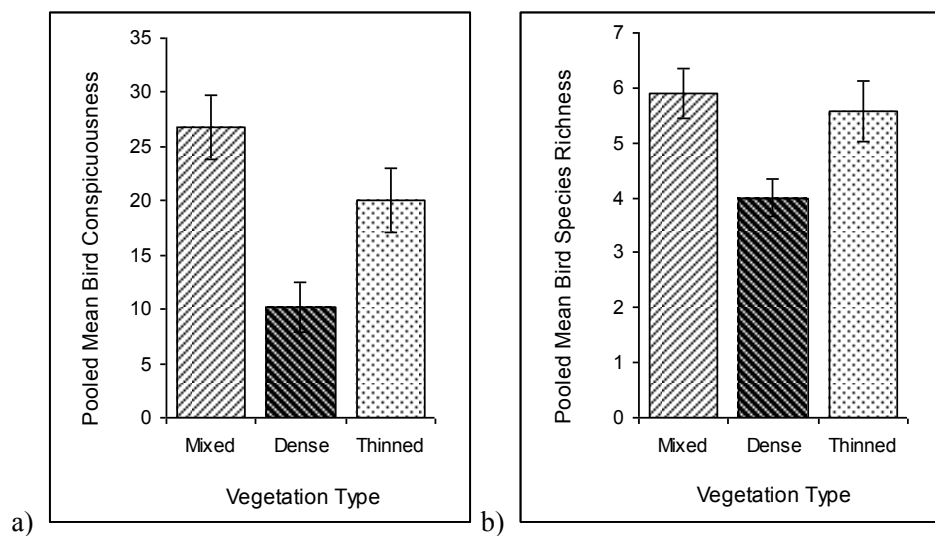 Pooled Mean Bird Conspicuousness
35
30
25
20
15
10
5
0
Mixed Dense Thinned
Vegetation Type
a)
Pooled Mean Bird Species Richness
7
6
5
4
3
2
1
0
Mixed Dense Thinned
Vegetation Type
b)